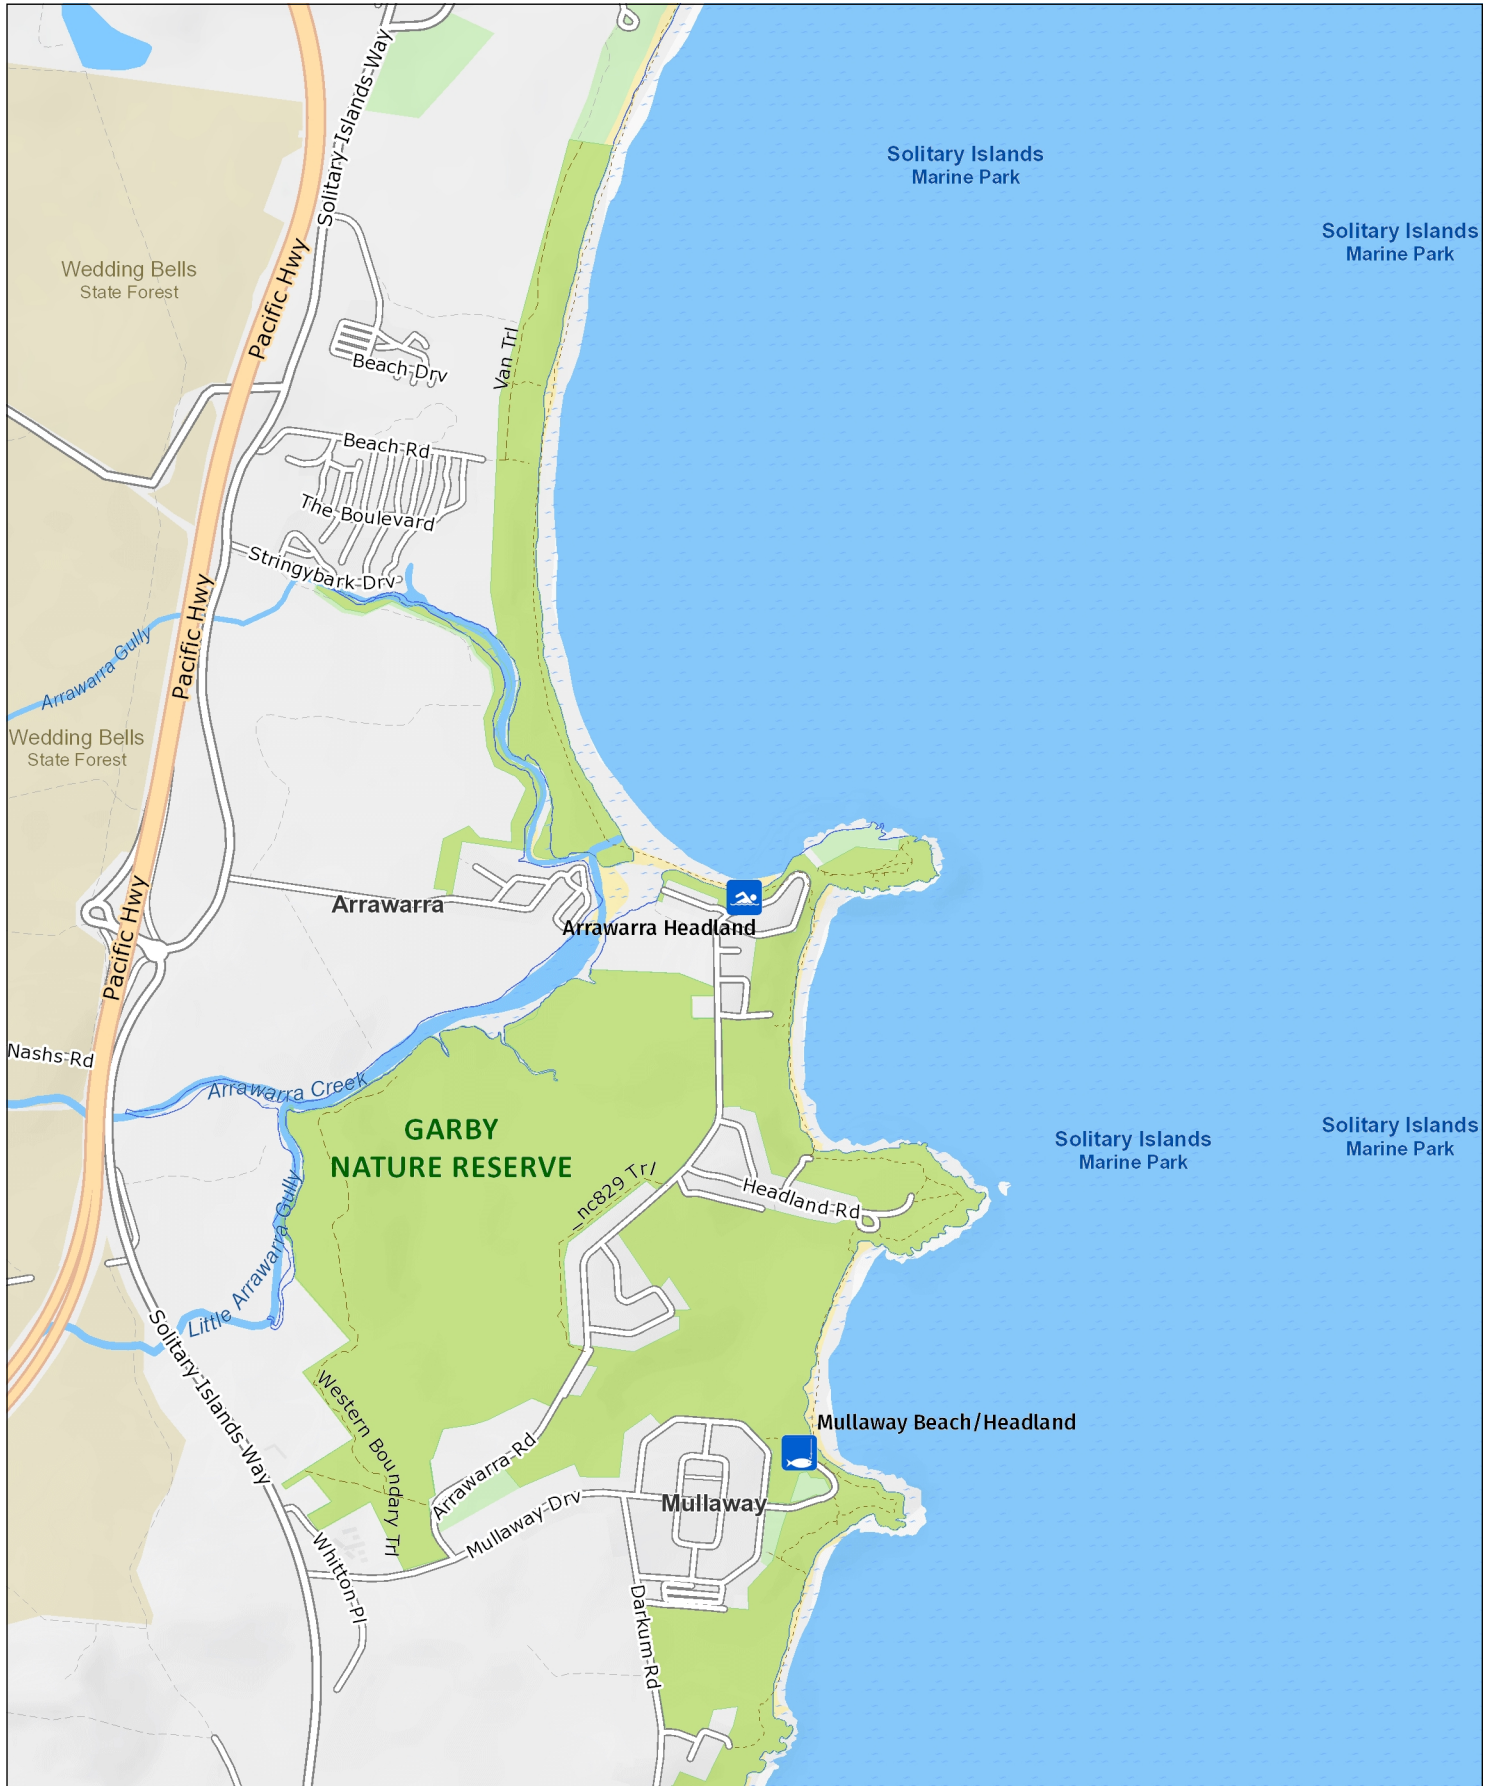 Solitary-Islands-Way
Solitary Islands
Marine Park
Solitary Islands
Marine Park
Wedding Bells
State Forest
Pacific Hwy
Van Trl
Beach-Drv
Beach-Rd
The-Boulevard
Stringybark-Drv
Pacific Hwy
Arrawarra Gully
Wedding Bells
State Forest
Arrawarra
Arrawarra Headland
Pacific Hwy
Nashs-Rd
Arrawarra Creek
GARBY
NATURE RESERVE
Solitary Islands
Marine Park
Solitary Islands
Marine Park
_nc829 Trl
Headland-Rd
Little Arrawarra Gully
Solitary-Islands-Way
Western Boundary Trl
Mullaway Beach/Headland
Arrawarra-Rd
Mullaway-Drv
Mullaway
Whitton-Pl
Darkum-Rd